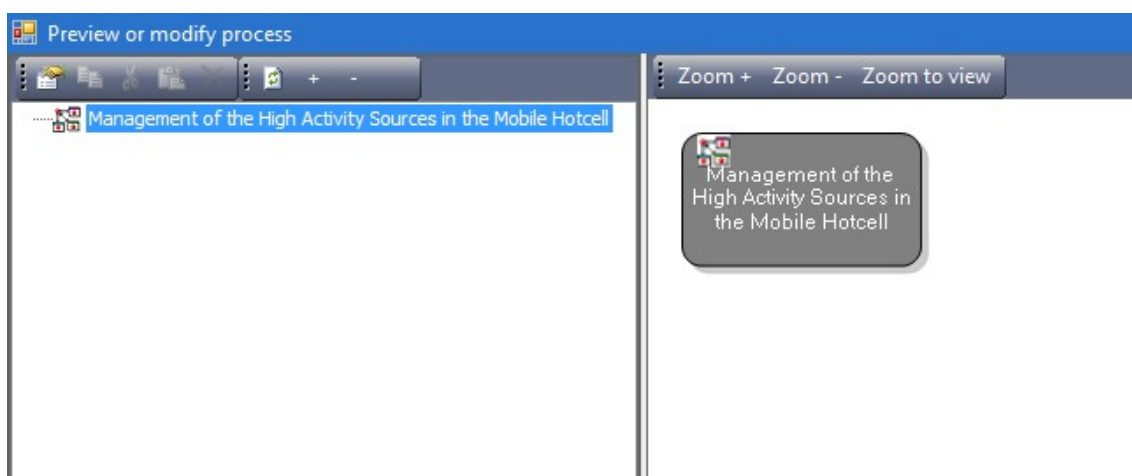 Preview or modify process
+ -
Zoom + Zoom - Zoom to view
Management of the High Activity Sources in the Mobile Hotcell
Management of the
High Activity Sources in
the Mobile Hotcell